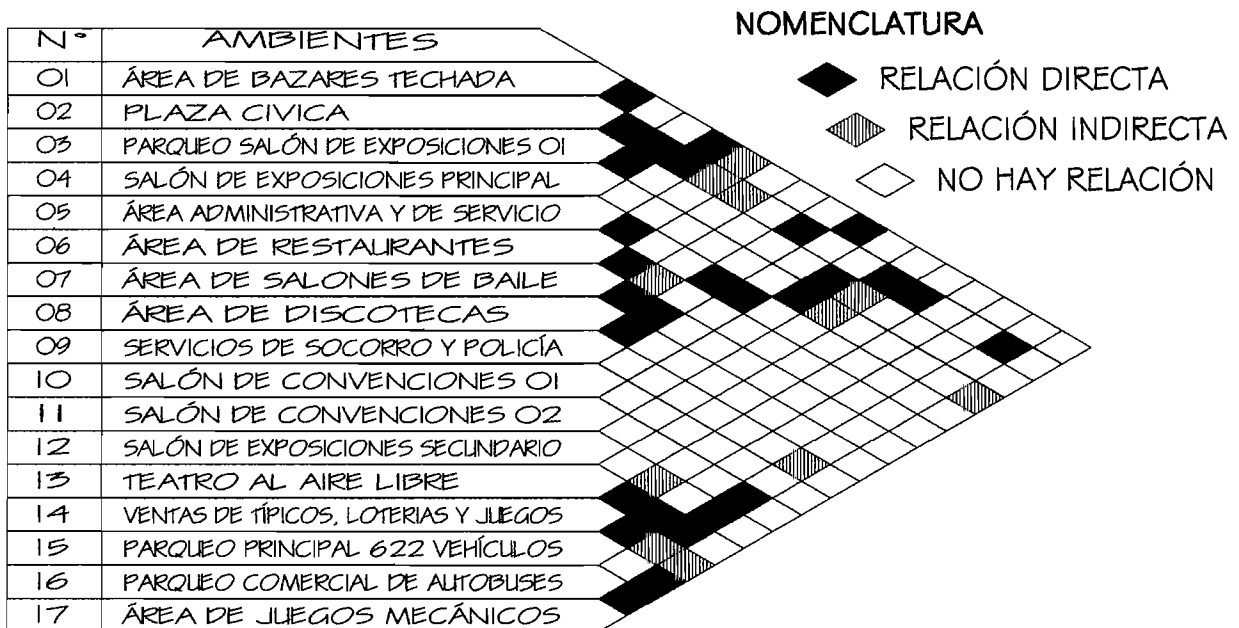 NOMENCLATURA
N° AMBIENTES
RELACIÓN DIRECTA
RELACIÓN INDIRECTA
NO HAY RELACIÓN
01 ÁREA DE BAZARES TECHADA
02 PLAZA CIVICA
03 PARQUEO SALÓN DE EXPOSICIONES 01
04 SALÓN DE EXPOSICIONES PRINCIPAL
05 ÁREA ADMINISTRATIVA Y DE SERVICIO
06 ÁREA DE RESTAURANTES
07 ÁREA DE SALONES DE BAILE
08 ÁREA DE DISCOTECAS
09 SERVICIOS DE SOCORRO Y POLICÍA
10 SALÓN DE CONVENCIONES 01
11 SALÓN DE CONVENCIONES 02
12 SALÓN DE EXPOSICIONES SECUNDARIO
13 TEATRO AL AIRE LIBRE
14 VENTAS DE TÍPICOS, LOTERIAS Y JUEGOS
15 PARQUEO PRINCIPAL 622 VEHÍCULOS
16 PARQUEO COMERCIAL DE AUTOBUSES
17 ÁREA DE JUEGOS MECÁNICOS